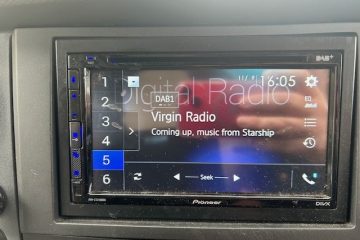 DAB+
Digital Radio
16:05
1
2
3
4
5
6
DAB1
EQ
Virgin Radio
Coming up, music from Starship
Seek
Pioneer
DivX